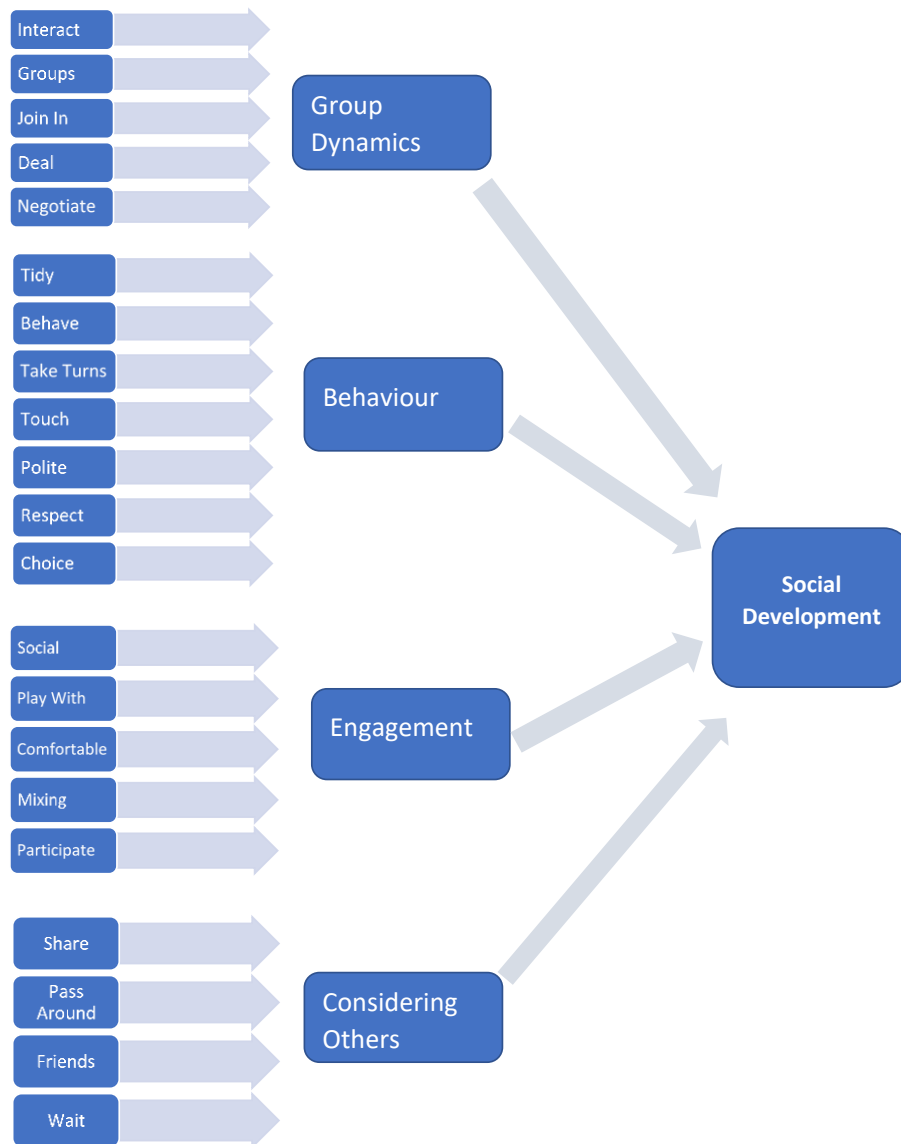 Interact
Groups
Join In
Deal
Negotiate
Group
Dynamics
Tidy
Behave
Take Turns
Touch
Polite
Respect
Choice
Behaviour
Social
Development
Social
Play With
Comfortable
Mixing
Participate
Engagement
Share
Pass
Around
Friends
Wait
Considering
Others